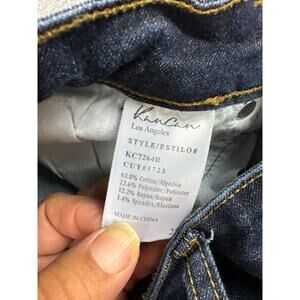 KanCan
Los Angeles
STYLE/ESTILO#
KC7264R
CUT#5723
63.8% Cotton/Algodon
22.6% Polyester/Poliester
12.2% Rayon/Rayon
1.4% Spandex/Elastano
MADE IN CHINA